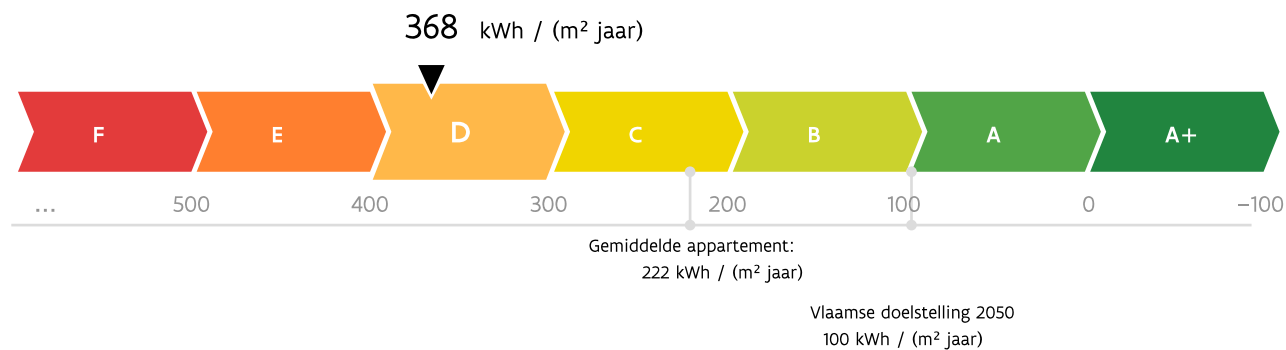 368 kWh / (m² jaar)
F E D C B A A+
... 500 400 300 200 100 0 −100
Gemiddelde appartement:
222 kWh / (m² jaar)
Vlaamse doelstelling 2050
100 kWh / (m² jaar)